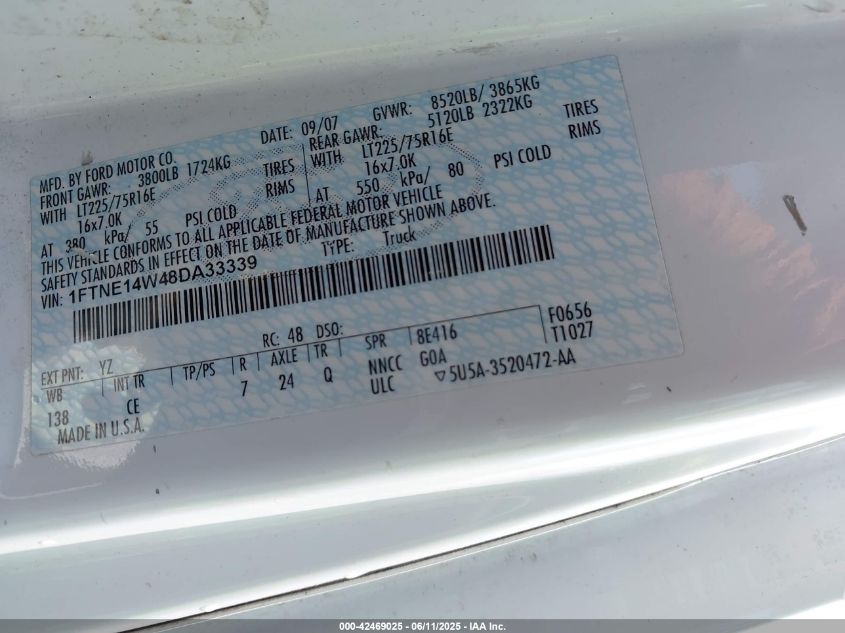 MFD. BY FORD MOTOR CO. DATE: 09/07 GVWR: 8520LB/ 3865KG
FRONT GAWR: 3800LB 1724KG REAR GAWR: 5120LB 2322KG
WITH LT225/75R16E TIRES WITH LT225/75R16E TIRES
16x7.0K RIMS 16x7.0K RIMS
AT 380 kPa/ 55 PSI COLD AT 550 kPa/ 80 PSI COLD
THIS VEHICLE CONFORMS TO ALL APPLICABLE FEDERAL MOTOR VEHICLE
SAFETY STANDARDS IN EFFECT ON THE DATE OF MANUFACTURE SHOWN ABOVE.
VIN: 1FTNE14W48DA33339 TYPE: Truck
F0656
EXT PNT: YZ RC: 48 DSO: T1027
WB INT TR TP/PS R AXLE TR SPR 8E416
138 CE 7 24 Q NNCC G0A
ULC ▽5U5A-3520472-AA
MADE IN U.S.A.
000-42469025 - 06/11/2025 - IAA Inc.